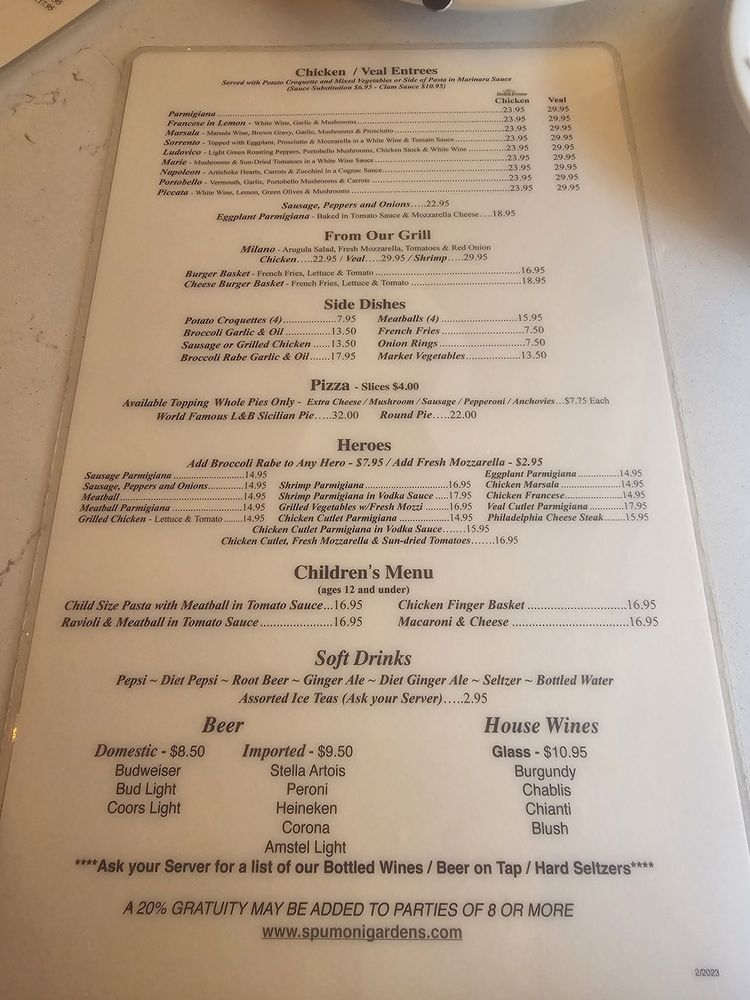 Chicken / Veal Entrees
Served with Potato Croquette and Mixed Vegetables or Side of Pasta in Marinara Sauce
(Sauce Substitution $6.95 - Clam Sauce $10.95)
Chicken Veal
Parmigiana 23.95 29.95
Francese in Lemon - White Wine, Garlic & Mushrooms 23.95 29.95
Marsala - Marsala Wine, Brown Gravy, Garlic, Mushrooms & Prosciutto 23.95 29.95
Sorrento - Topped with Eggplant, Prosciutto & Mozzarella in a White Wine & Tomato Sauce 23.95 29.95
Ludovico - Light Green Roasting Peppers, Portobello Mushrooms, Chicken Stock & White Wine 23.95 29.95
Marie - Mushrooms & Sun-Dried Tomatoes in a White Wine Sauce 23.95 29.95
Napoleon - Artichoke Hearts, Carrots & Zucchini in a Cognac Sauce 23.95 29.95
Portobello - Vermouth, Garlic, Portobello Mushrooms & Carrots 23.95 29.95
Piccata - White Wine, Lemon, Green Olives & Mushrooms 23.95 29.95
Sausage, Peppers and Onions.....22.95
Eggplant Parmigiana - Baked in Tomato Sauce & Mozzarella Cheese....18.95
From Our Grill
Milano - Arugula Salad, Fresh Mozzarella, Tomatoes & Red Onion
Chicken.....22.95 / Veal.....29.95 / Shrimp.....29.95
Burger Basket - French Fries, Lettuce & Tomato 16.95
Cheese Burger Basket - French Fries, Lettuce & Tomato 18.95
Side Dishes
Potato Croquettes (4) 7.95 Meatballs (4) 15.95
Broccoli Garlic & Oil 13.50 French Fries 7.50
Sausage or Grilled Chicken 13.50 Onion Rings 7.50
Broccoli Rabe Garlic & Oil 17.95 Market Vegetables 13.50
Pizza - Slices $4.00
Available Topping Whole Pies Only - Extra Cheese / Mushroom / Sausage / Pepperoni / Anchovies...$7.75 Each
World Famous L&B Sicilian Pie.....32.00 Round Pie.....22.00
Heroes
Add Broccoli Rabe to Any Hero - $7.95 / Add Fresh Mozzarella - $2.95
Sausage Parmigiana 14.95 Eggplant Parmigiana 14.95
Sausage, Peppers and Onions 14.95 Shrimp Parmigiana 16.95 Chicken Marsala 14.95
Meatball 14.95 Shrimp Parmigiana in Vodka Sauce 17.95 Chicken Francese 14.95
Meatball Parmigiana 14.95 Grilled Vegetables w/Fresh Mozzi 16.95 Veal Cutlet Parmigiana 17.95
Grilled Chicken - Lettuce & Tomato 14.95 Chicken Cutlet Parmigiana 14.95 Philadelphia Cheese Steak 15.95
Chicken Cutlet Parmigiana in Vodka Sauce.......15.95
Chicken Cutlet, Fresh Mozzarella & Sun-dried Tomatoes.......16.95
Children's Menu
(ages 12 and under)
Child Size Pasta with Meatball in Tomato Sauce...16.95 Chicken Finger Basket 16.95
Ravioli & Meatball in Tomato Sauce 16.95 Macaroni & Cheese 16.95
Soft Drinks
Pepsi ~ Diet Pepsi ~ Root Beer ~ Ginger Ale ~ Diet Ginger Ale ~ Seltzer ~ Bottled Water
Assorted Ice Teas (Ask your Server).....2.95
Beer House Wines
Domestic - $8.50 Imported - $9.50 Glass - $10.95
Budweiser Stella Artois Burgundy
Bud Light Peroni Chablis
Coors Light Heineken Chianti
Corona Blush
Amstel Light
****Ask your Server for a list of our Bottled Wines / Beer on Tap / Hard Seltzers****
A 20% GRATUITY MAY BE ADDED TO PARTIES OF 8 OR MORE
www.spumonigardens.com
2/2023